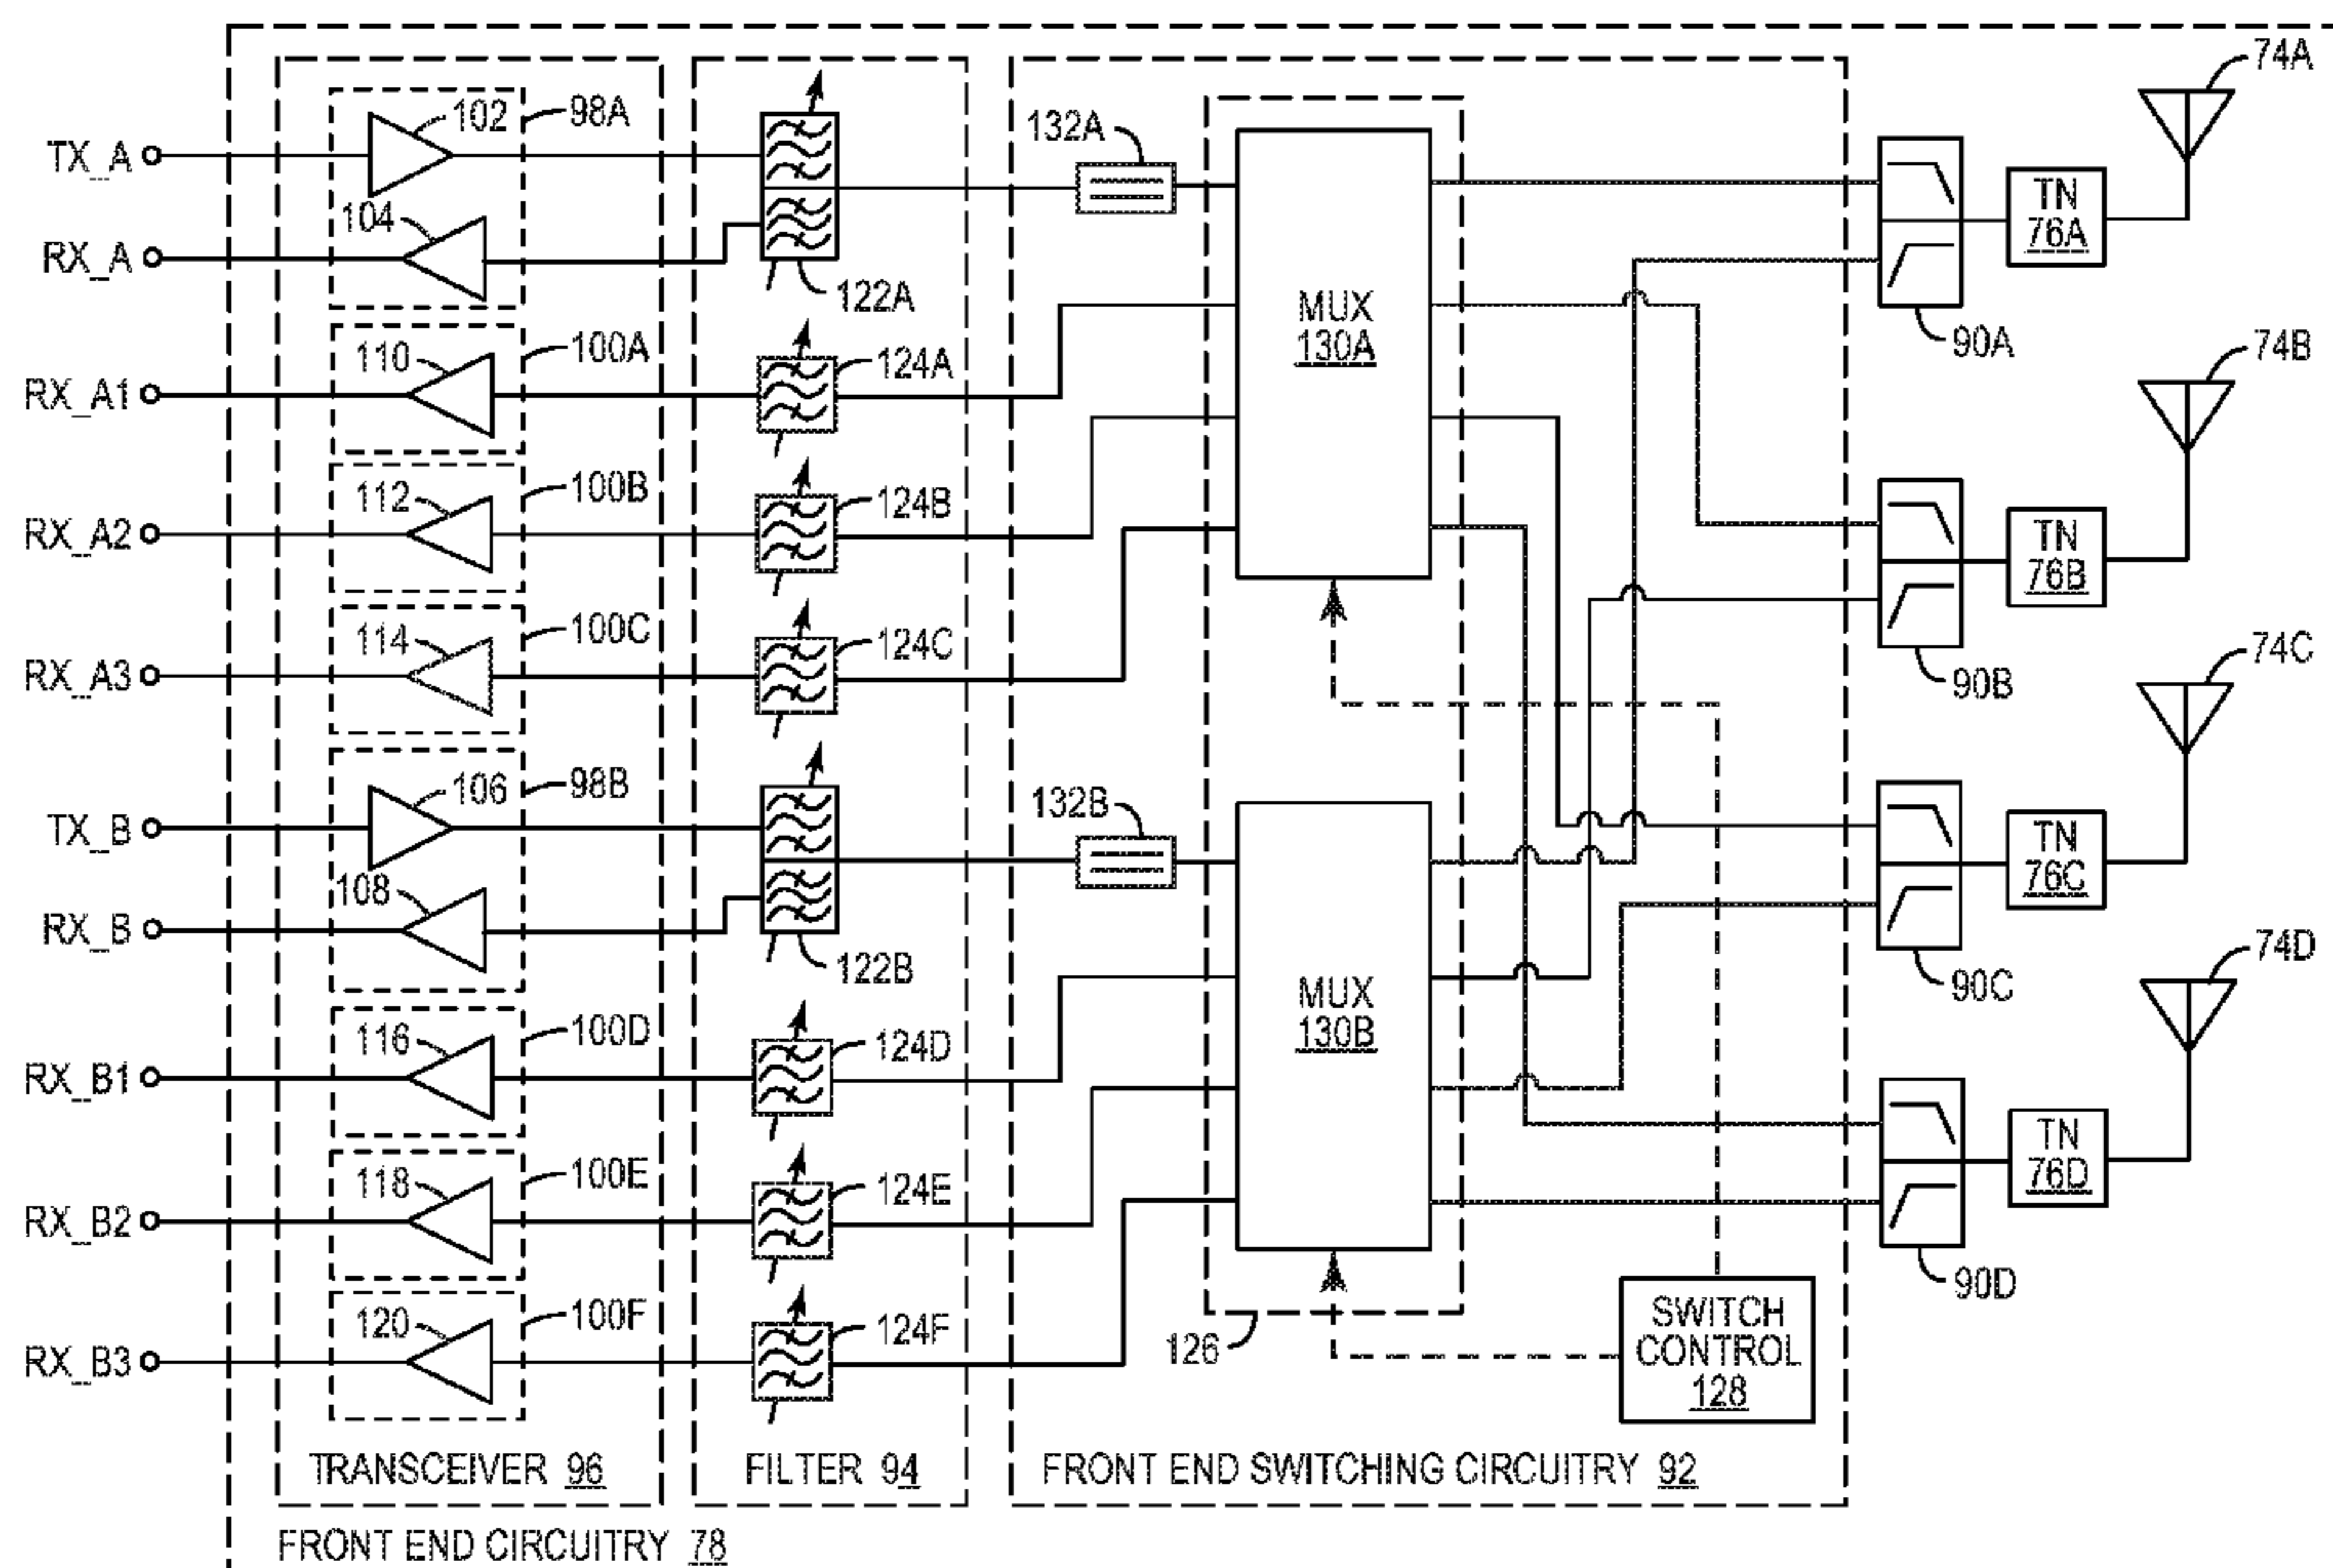 74A
102
98A
132A
TX_A
TN
76A
104
RX_A
122A
MUX
130A
90A
74B
110
100A
124A
RX_A1
112
100B
124B
RX_A2
TN
76B
114
100C
124C
RX_A3
90B
74C
106
98B
132B
TX_B
TN
76C
108
RX_B
122B
74D
90C
MUX
130B
116
100D
124D
RX_B1
TN
76D
118
100E
124E
RX_B2
90D
120
100F
124F
126
RX_B3
SWITCH
CONTROL
128
TRANSCEIVER 96
FILTER 94
FRONT END SWITCHING CIRCUITRY 92
FRONT END CIRCUITRY 78